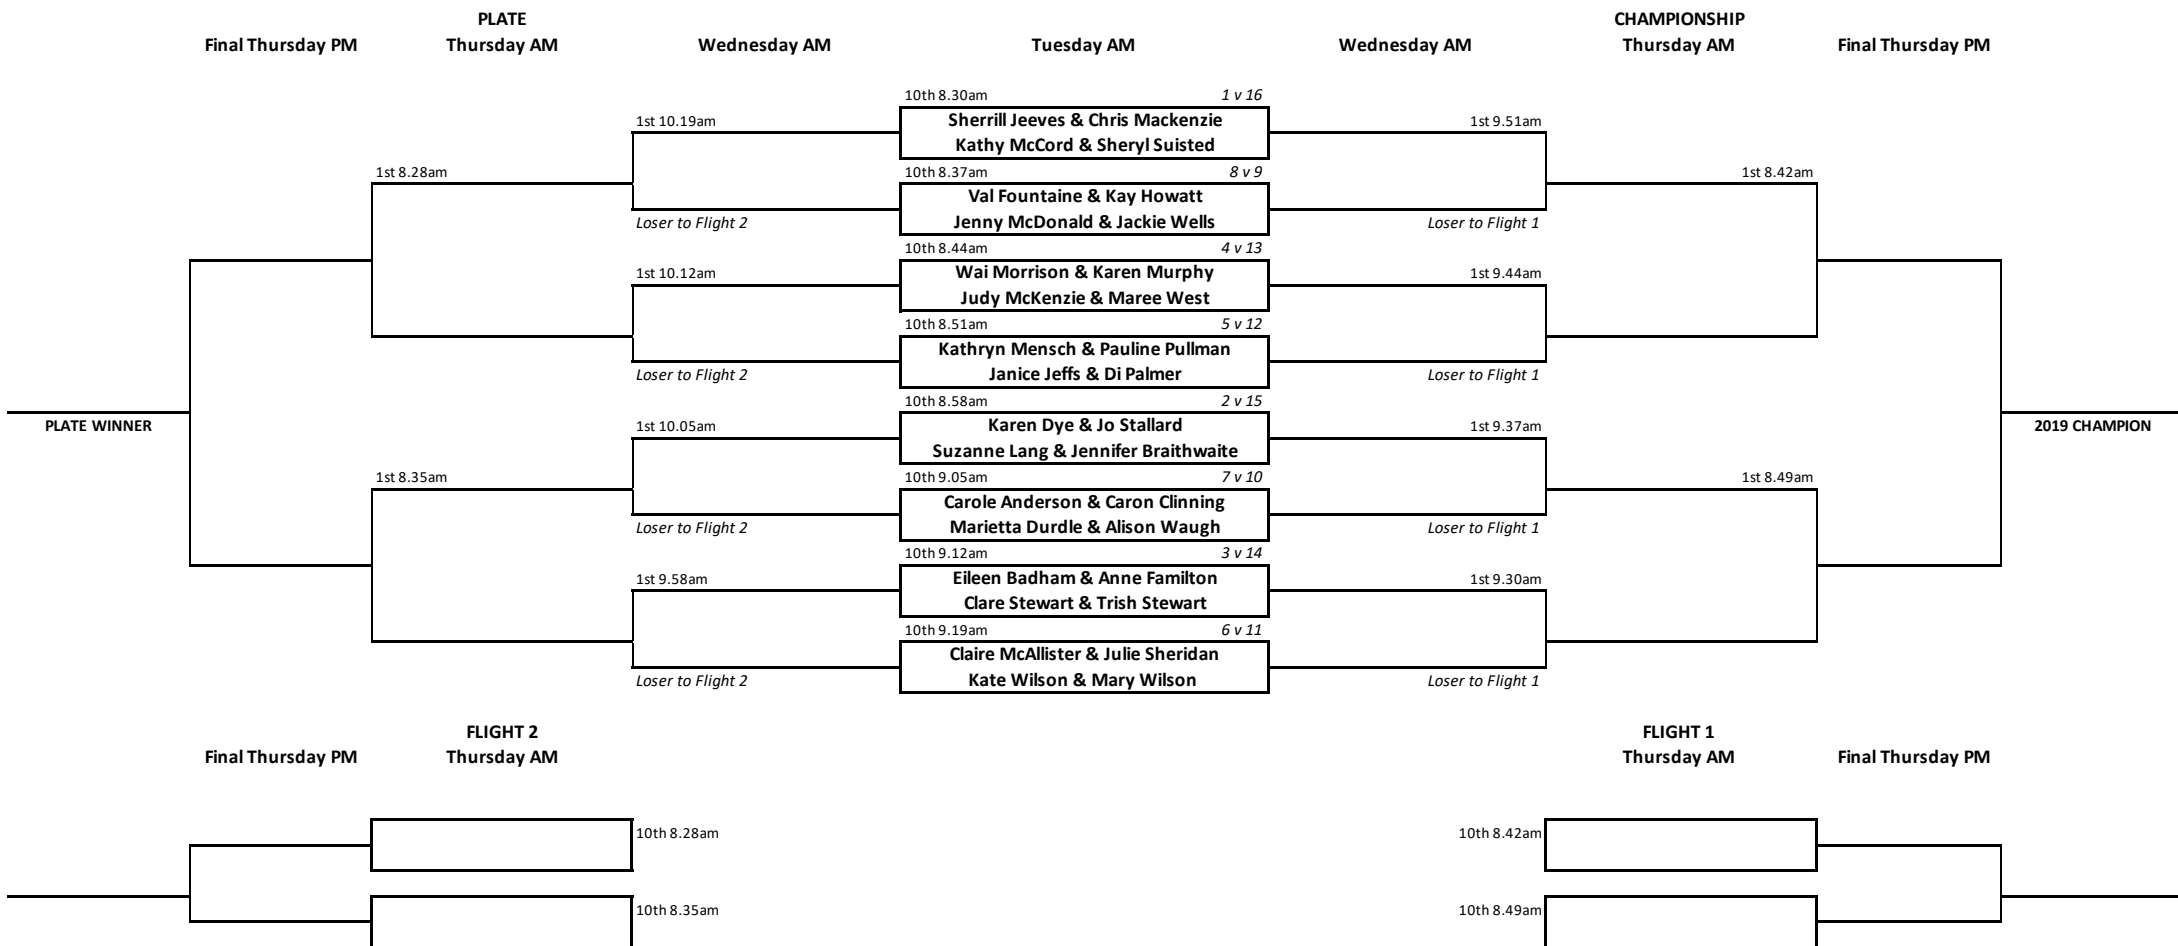 PLATE CHAMPIONSHIP
Final Thursday PM Thursday AM Wednesday AM Tuesday AM Wednesday AM Thursday AM Final Thursday PM
10th 8.30am 1 v 16
1st 10.19am Sherrill Jeeves & Chris Mackenzie 1st 9.51am
Kathy McCord & Sheryl Suisted
1st 8.28am 10th 8.37am 8 v 9 1st 8.42am
Val Fountaine & Kay Howatt
Loser to Flight 2 Jenny McDonald & Jackie Wells Loser to Flight 1
10th 8.44am 4 v 13
1st 10.12am Wai Morrison & Karen Murphy 1st 9.44am
Judy McKenzie & Maree West
10th 8.51am 5 v 12
Kathryn Mensch & Pauline Pullman
Loser to Flight 2 Janice Jeffs & Di Palmer Loser to Flight 1
10th 8.58am 2 v 15
PLATE WINNER 1st 10.05am Karen Dye & Jo Stallard 1st 9.37am 2019 CHAMPION
Suzanne Lang & Jennifer Braithwaite
1st 8.35am 10th 9.05am 7 v 10 1st 8.49am
Carole Anderson & Caron Clinning
Loser to Flight 2 Marietta Durdle & Alison Waugh Loser to Flight 1
10th 9.12am 3 v 14
1st 9.58am Eileen Badham & Anne Familton 1st 9.30am
Clare Stewart & Trish Stewart
10th 9.19am 6 v 11
Claire McAllister & Julie Sheridan
Loser to Flight 2 Kate Wilson & Mary Wilson Loser to Flight 1
FLIGHT 2 FLIGHT 1
Final Thursday PM Thursday AM Thursday AM Final Thursday PM
10th 8.28am 10th 8.42am
10th 8.35am 10th 8.49am